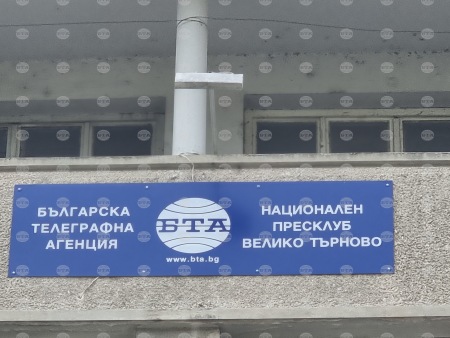 БЪЛГАРСКА
ТЕЛЕГРАФНА
АГЕНЦИЯ
БТА
www.bta.bg
НАЦИОНАЛЕН
ПРЕСКЛУБ
ВЕЛИКО ТЪРНОВО